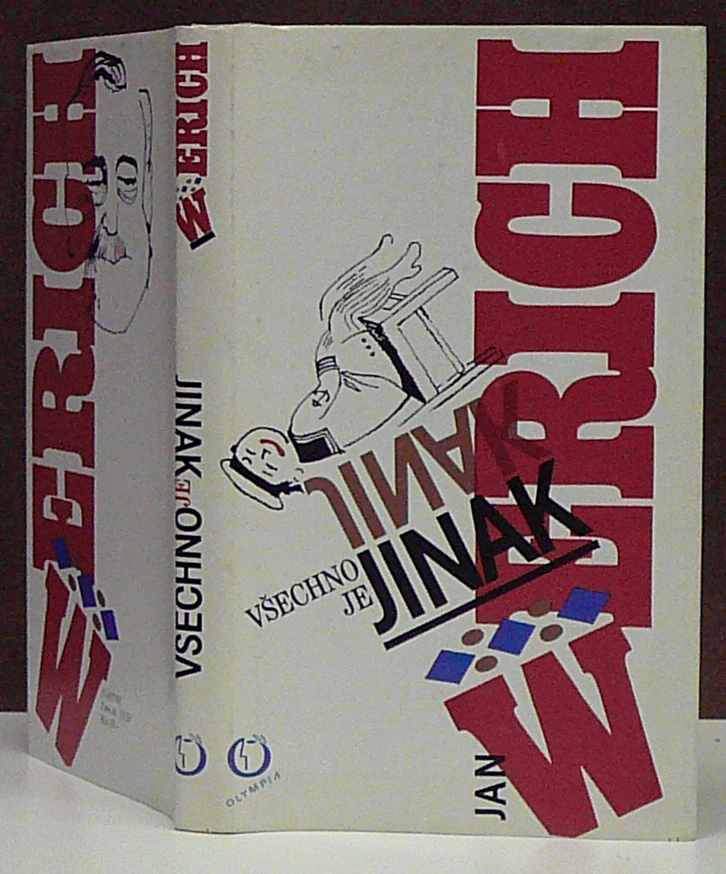 WERICH
WERICH
VŠECHNO JE JINAK
JAN
WERICH
VŠECHNO
JE
JINAK
JINAK
OLYMPIA